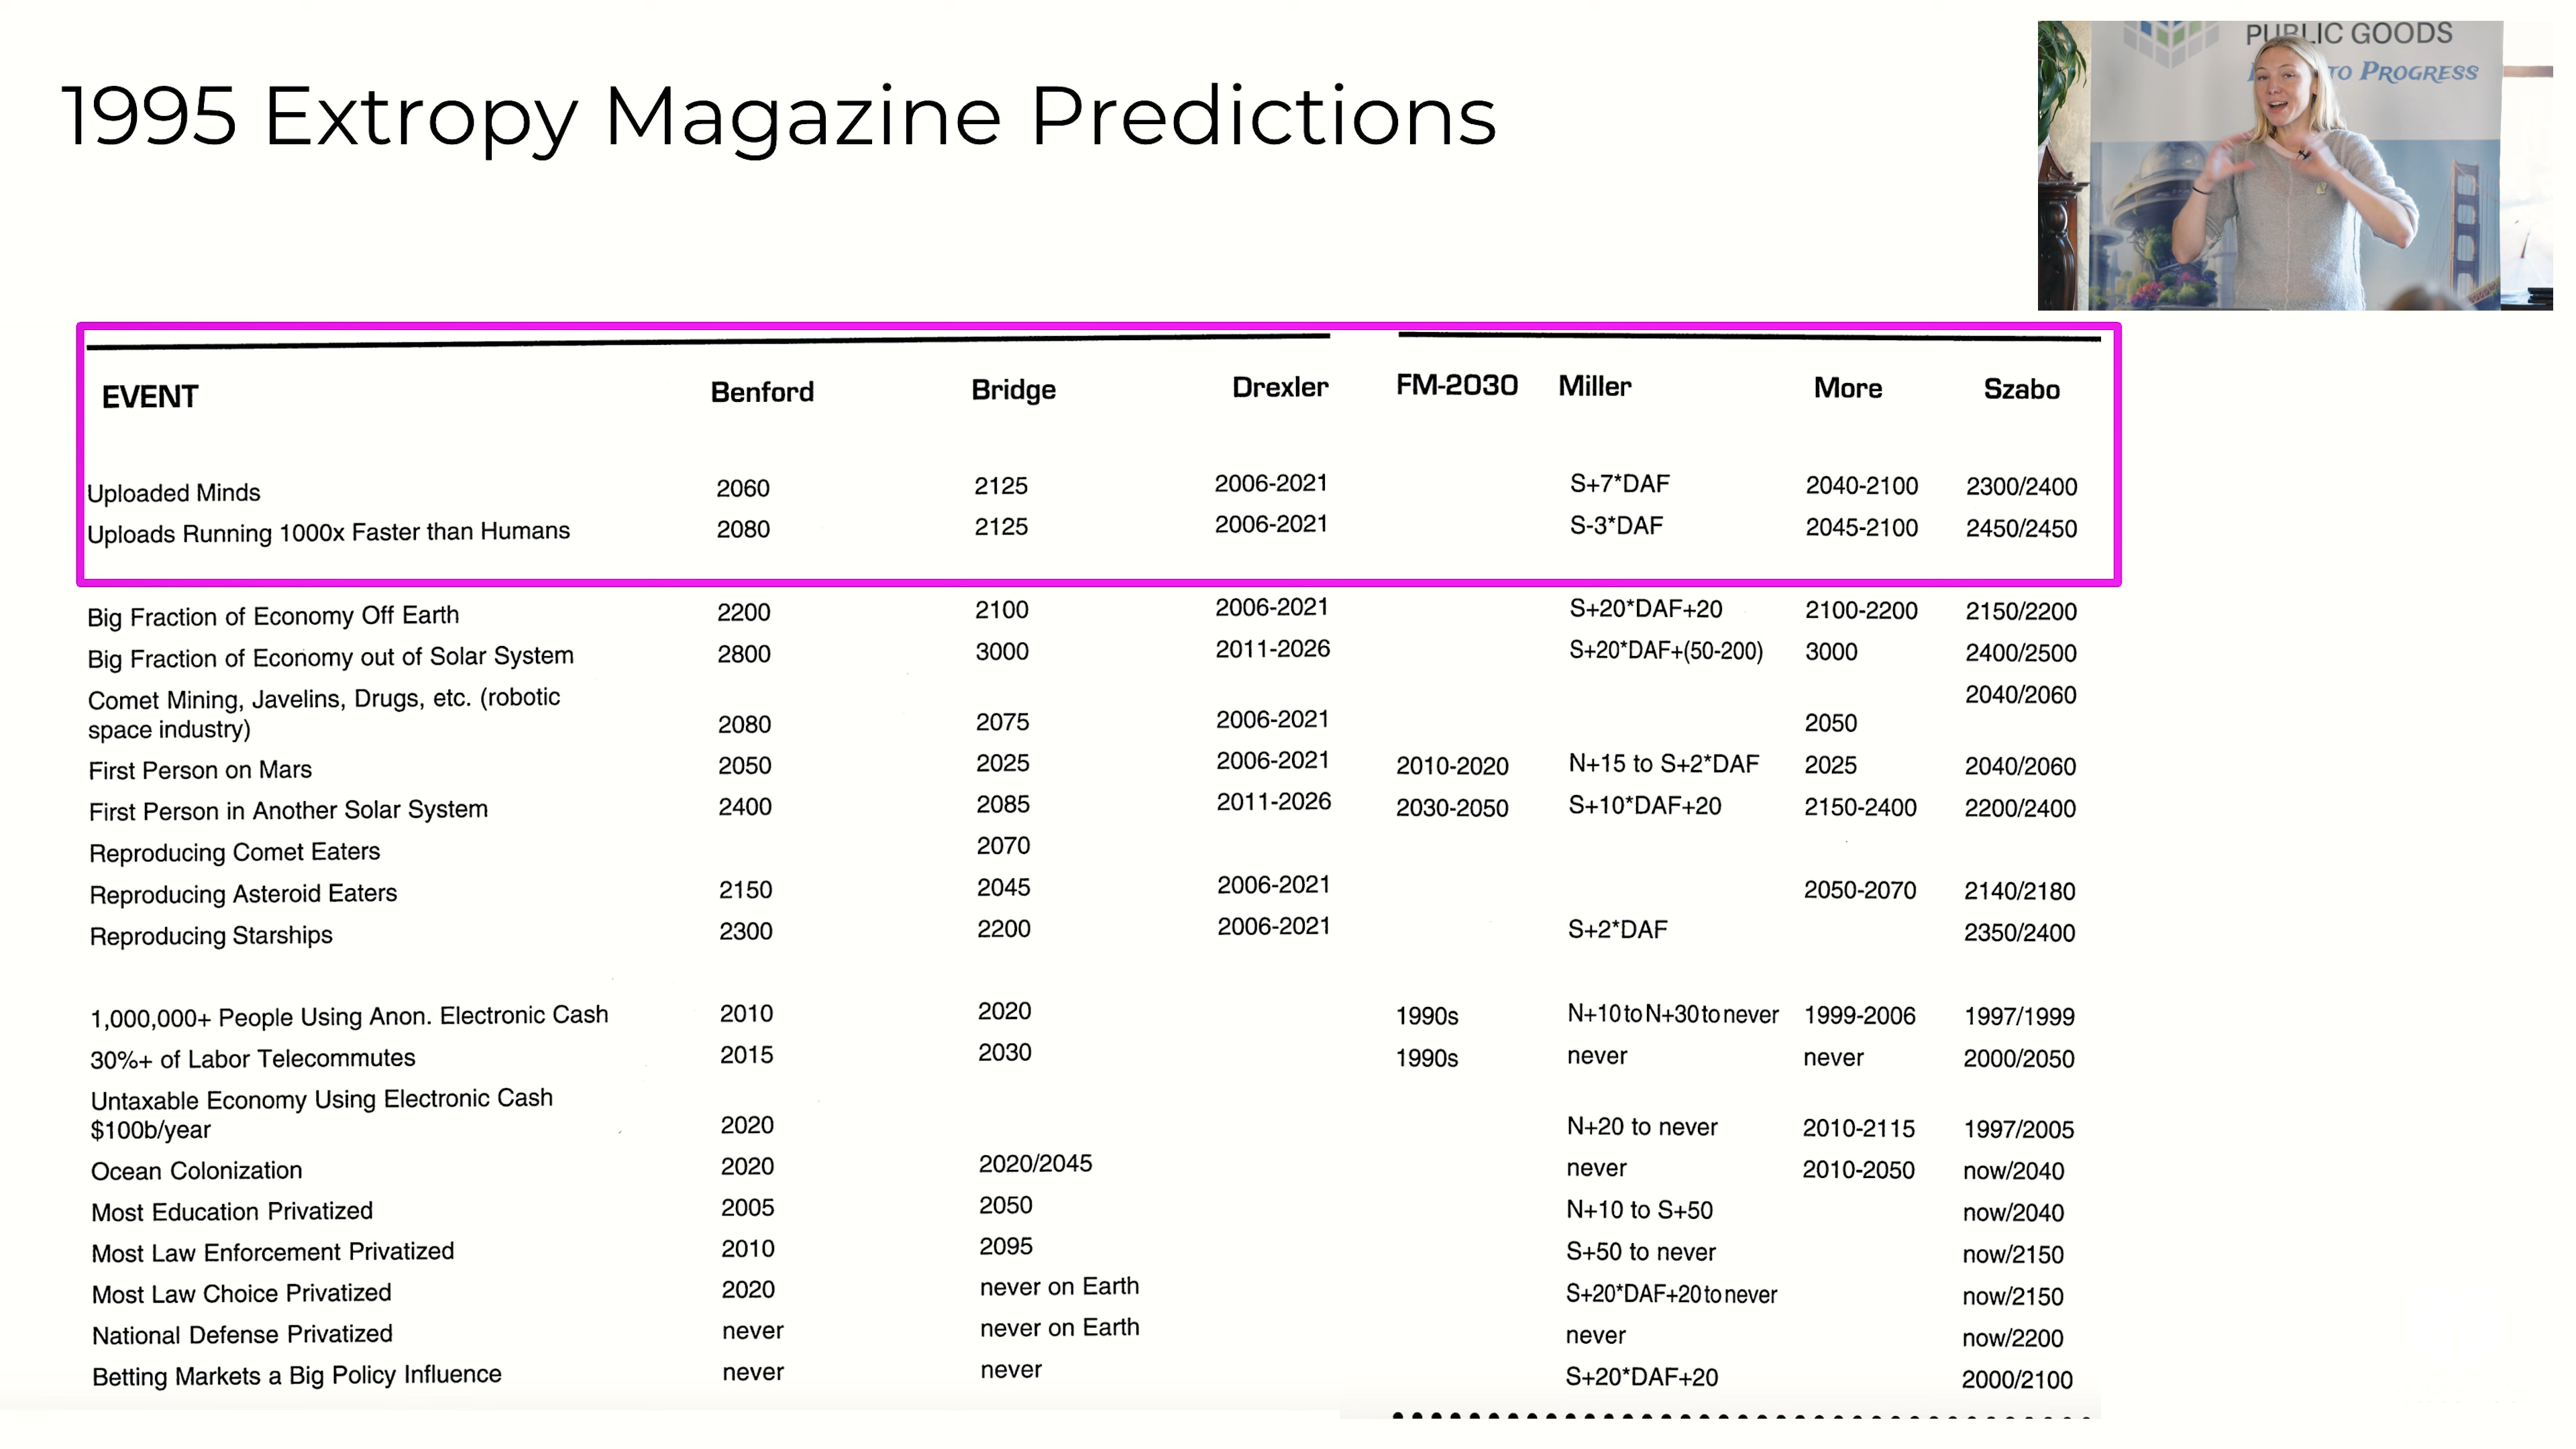 1995 Extropy Magazine Predictions
PUBLIC GOODS
TO PROGRESS
EVENT Benford Bridge Drexler FM-2030 Miller More Szabo
Uploaded Minds 2060 2125 2006-2021 S+7*DAF 2040-2100 2300/2400
Uploads Running 1000x Faster than Humans 2080 2125 2006-2021 S-3*DAF 2045-2100 2450/2450
Big Fraction of Economy Off Earth 2200 2100 2006-2021 S+20*DAF+20 2100-2200 2150/2200
Big Fraction of Economy out of Solar System 2800 3000 2011-2026 S+20*DAF+(50-200) 3000 2400/2500
Comet Mining, Javelins, Drugs, etc. (robotic 2040/2060
space industry) 2080 2075 2006-2021 2050
First Person on Mars 2050 2025 2006-2021 2010-2020 N+15 to S+2*DAF 2025 2040/2060
First Person in Another Solar System 2400 2085 2011-2026 2030-2050 S+10*DAF+20 2150-2400 2200/2400
Reproducing Comet Eaters 2070
Reproducing Asteroid Eaters 2150 2045 2006-2021 2050-2070 2140/2180
Reproducing Starships 2300 2200 2006-2021 S+2*DAF 2350/2400
1,000,000+ People Using Anon. Electronic Cash 2010 2020 1990s N+10 to N+30 to never 1999-2006 1997/1999
30%+ of Labor Telecommutes 2015 2030 1990s never never 2000/2050
Untaxable Economy Using Electronic Cash
$100b/year 2020 N+20 to never 2010-2115 1997/2005
Ocean Colonization 2020 2020/2045 never 2010-2050 now/2040
Most Education Privatized 2005 2050 N+10 to S+50 now/2040
Most Law Enforcement Privatized 2010 2095 S+50 to never now/2150
Most Law Choice Privatized 2020 never on Earth S+20*DAF+20 to never now/2150
National Defense Privatized never never on Earth never now/2200
Betting Markets a Big Policy Influence never never S+20*DAF+20 2000/2100